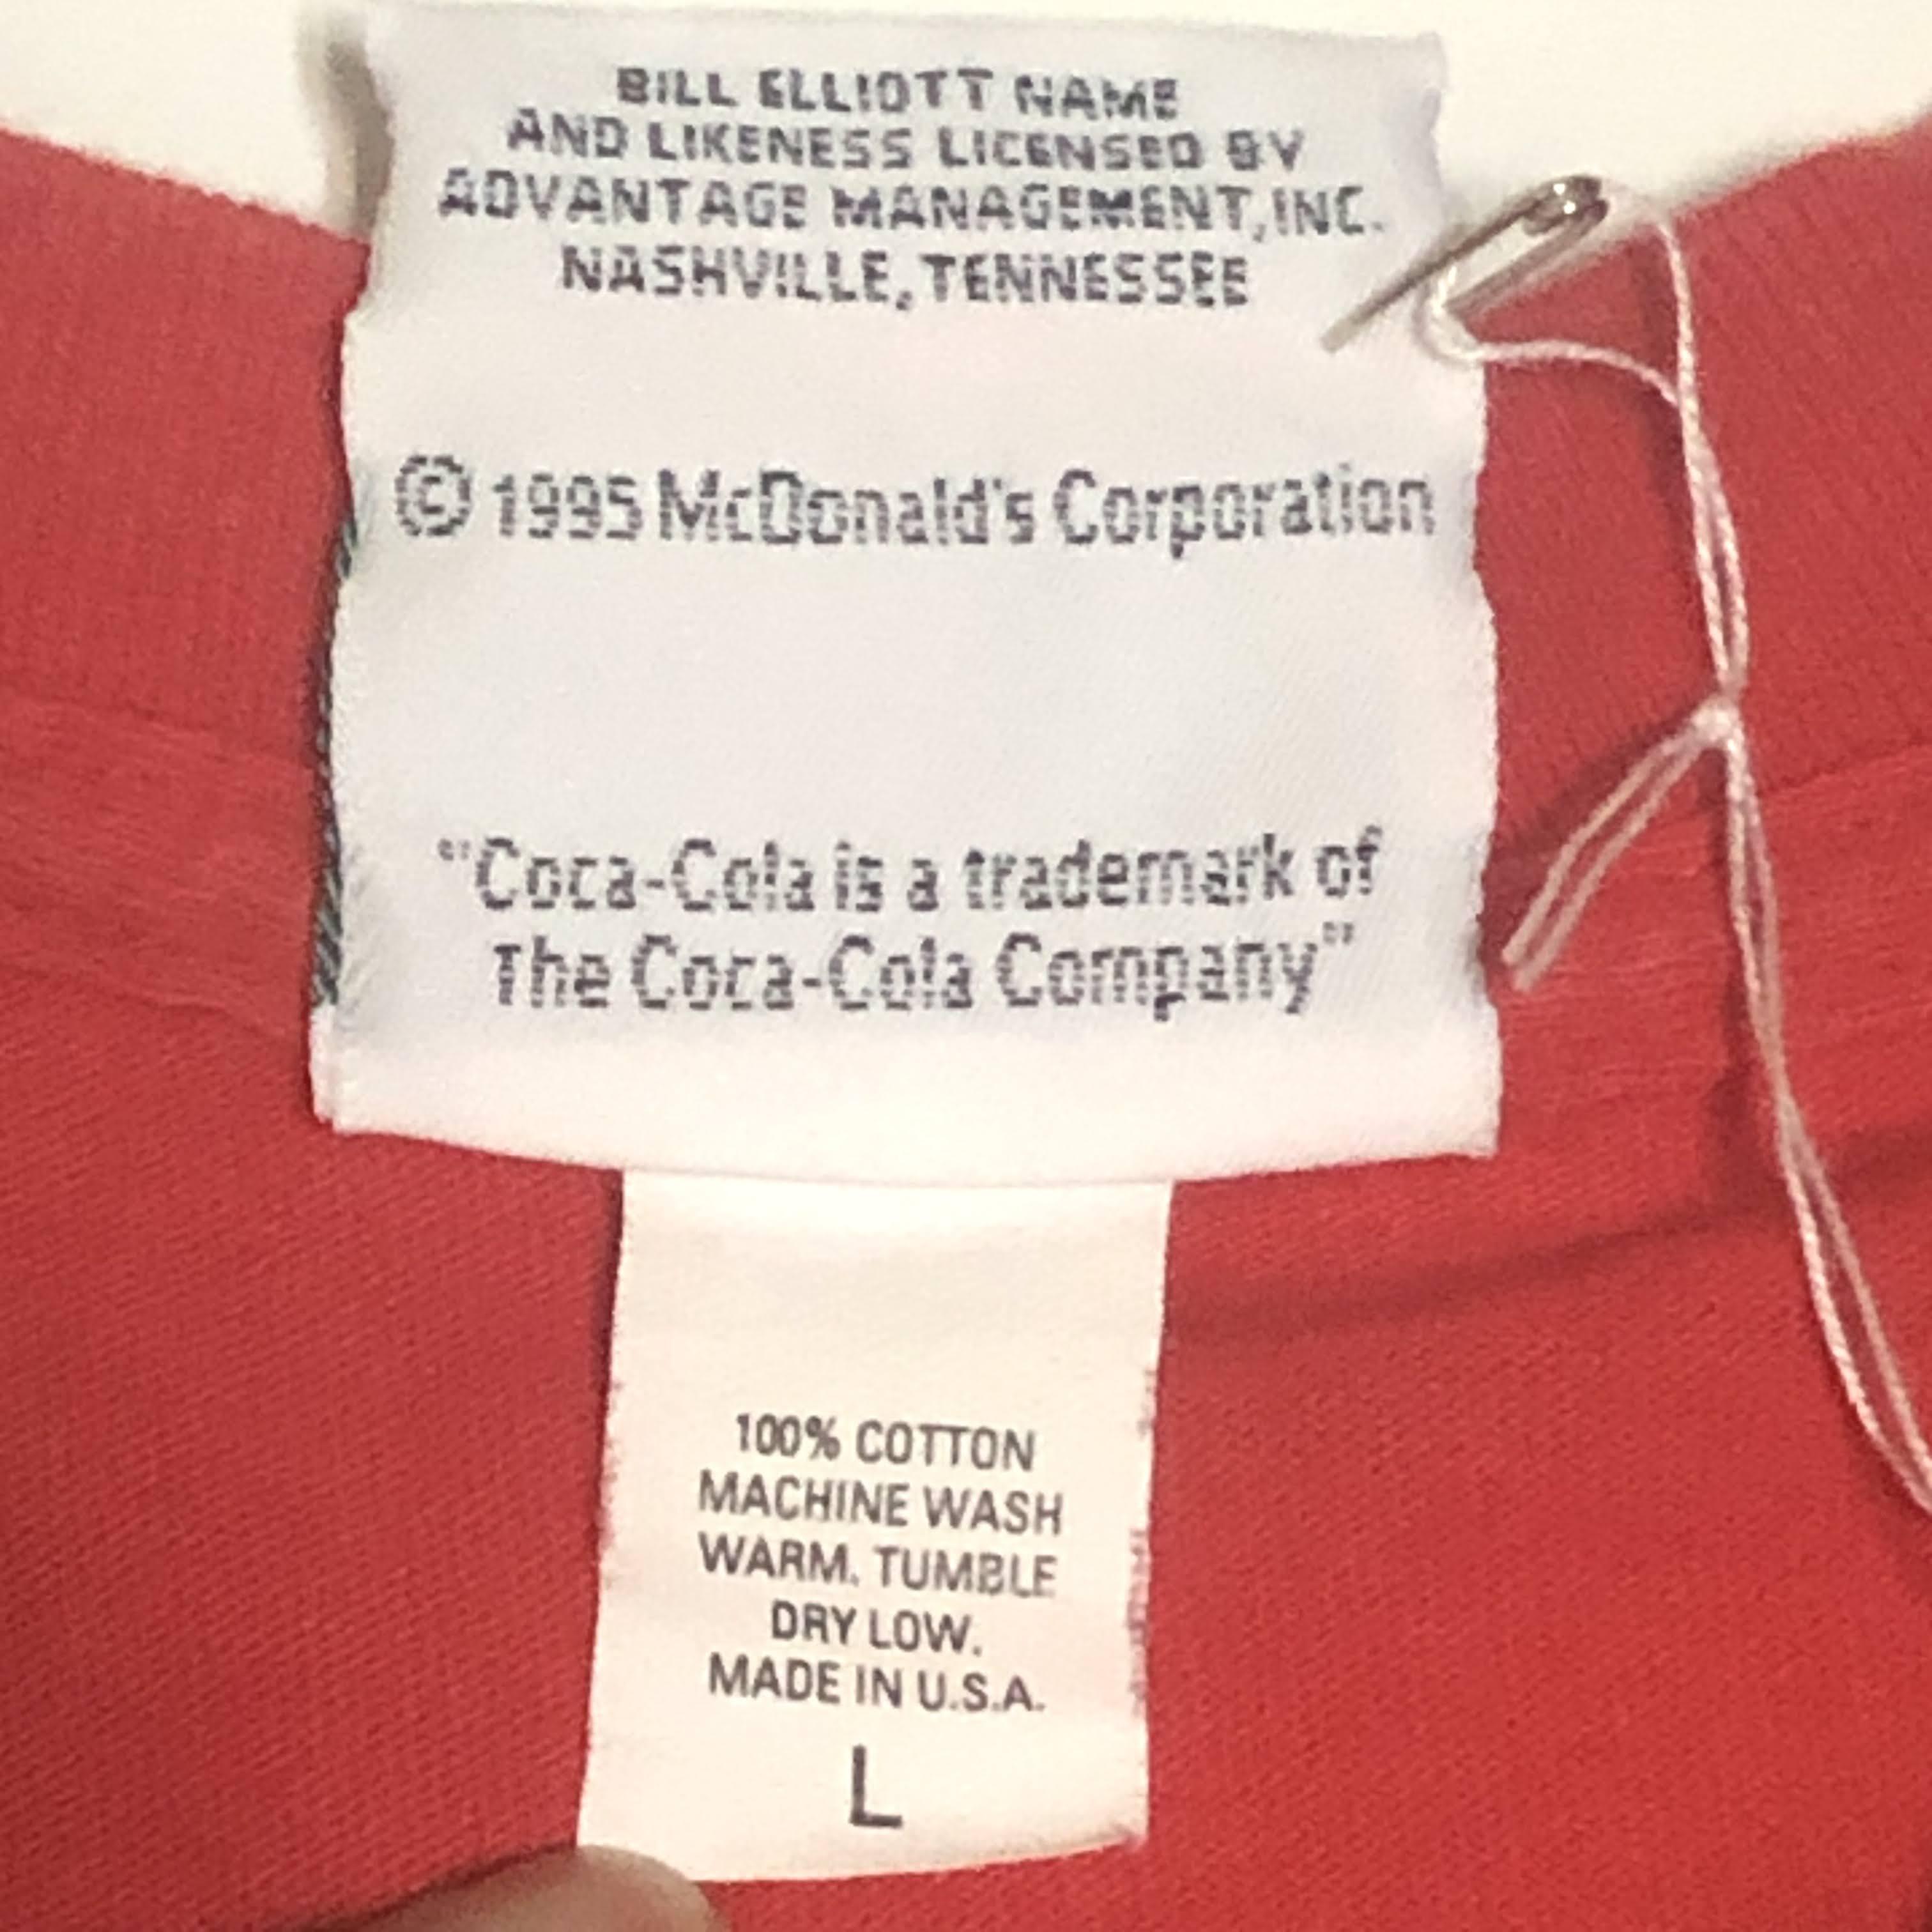 BILL ELLIOTT NAME
AND LIKENESS LICENSED BY
ADVANTAGE MANAGEMENT, INC.
NASHVILLE, TENNESSEE
© 1995 McDonald's Corporation
"Coca-Cola is a trademark of
The Coca-Cola Company"
100% COTTON
MACHINE WASH
WARM. TUMBLE
DRY LOW.
MADE IN U.S.A.
L